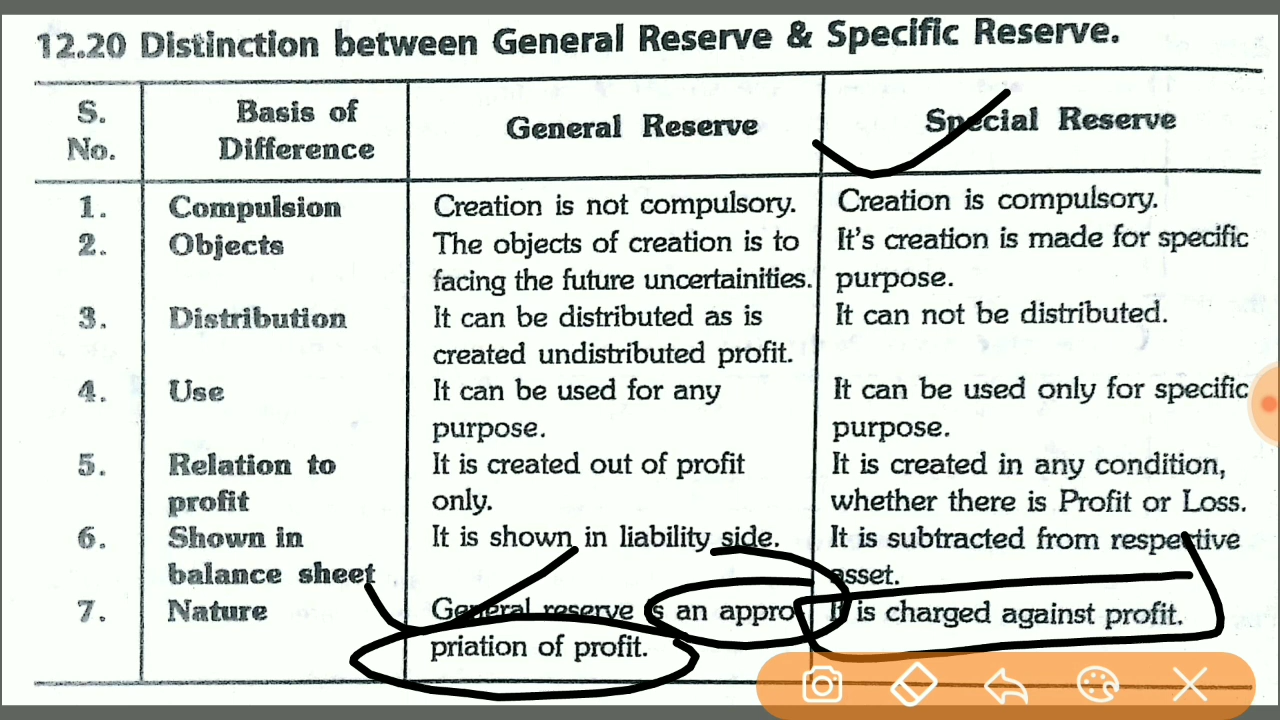 12.20 Distinction between General Reserve & Specific Reserve.
S. No. Basis of Difference General Reserve Special Reserve
1. Compulsion Creation is not compulsory. Creation is compulsory.
2. Objects The objects of creation is to It's creation is made for specific
facing the future uncertainities. purpose.
3. Distribution It can be distributed as is It can not be distributed.
created undistributed profit.
4. Use It can be used for any It can be used only for specific
purpose. purpose.
5. Relation to It is created out of profit It is created in any condition,
profit only. whether there is Profit or Loss.
6. Shown in It is shown in liability side. It is subtracted from respective
balance sheet asset.
7. Nature General reserve is an appro- It is charged against profit.
priation of profit.